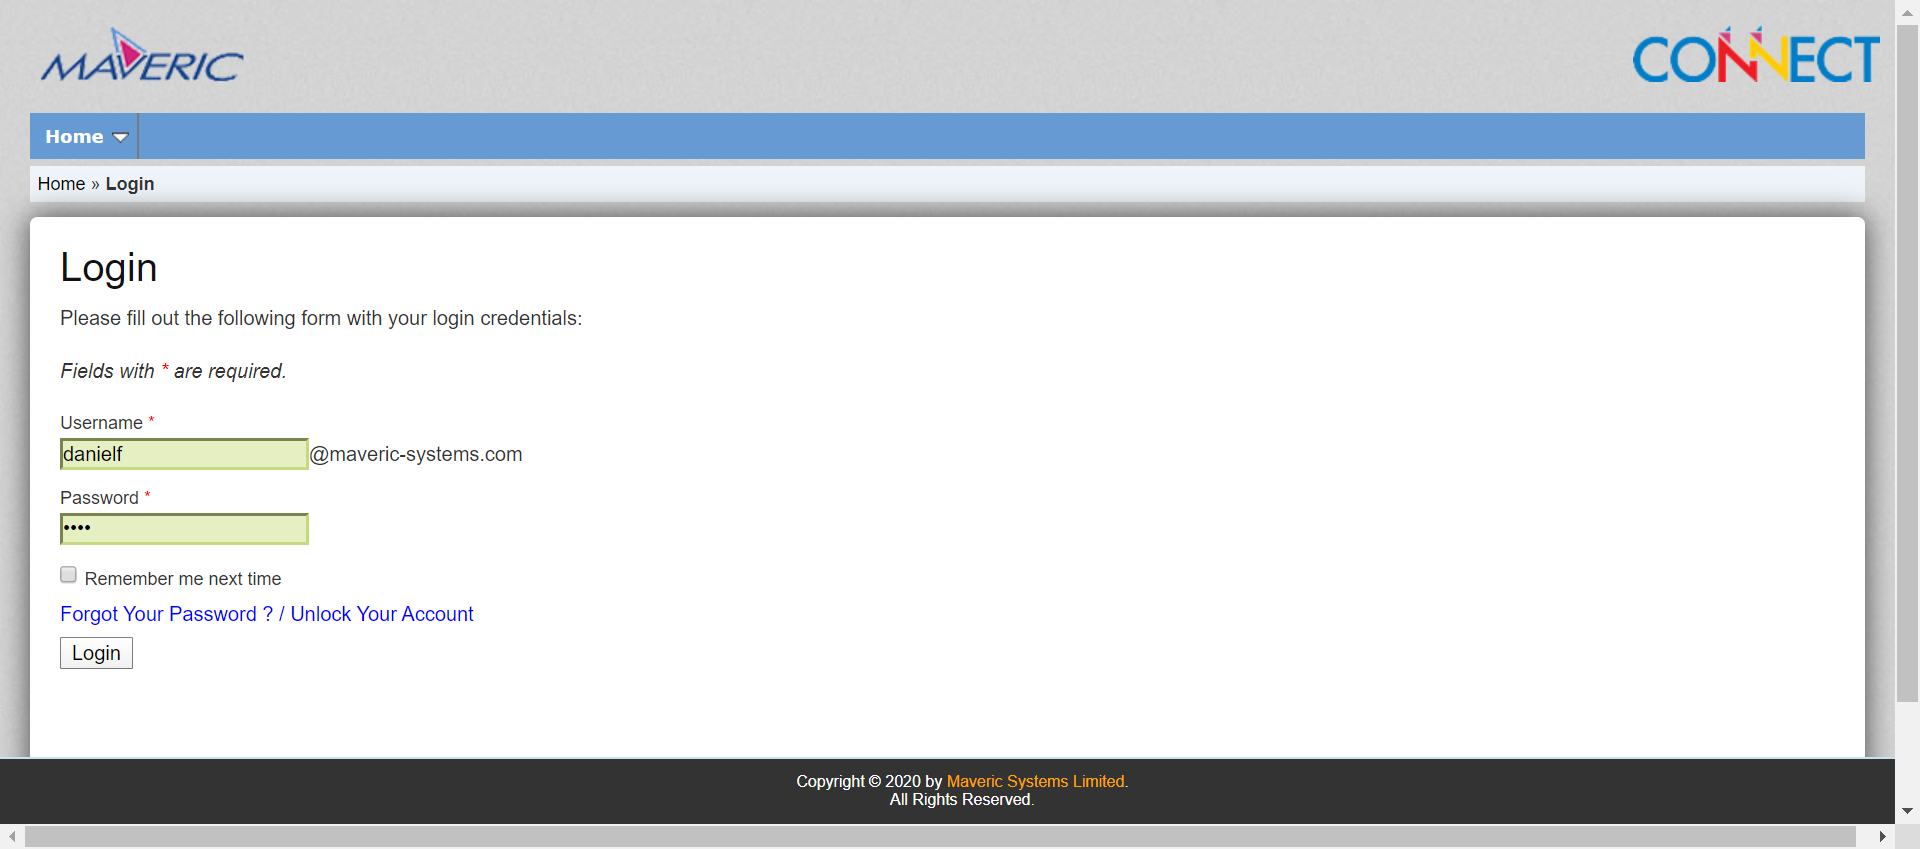 MAVERIC
CONNECT
Home
Home » Login
Login
Please fill out the following form with your login credentials:
Fields with * are required.
Username *
danielf@maveric-systems.com
Password *
••••
Remember me next time
Forgot Your Password ? / Unlock Your Account
Login
Copyright © 2020 by Maveric Systems Limited.
All Rights Reserved.